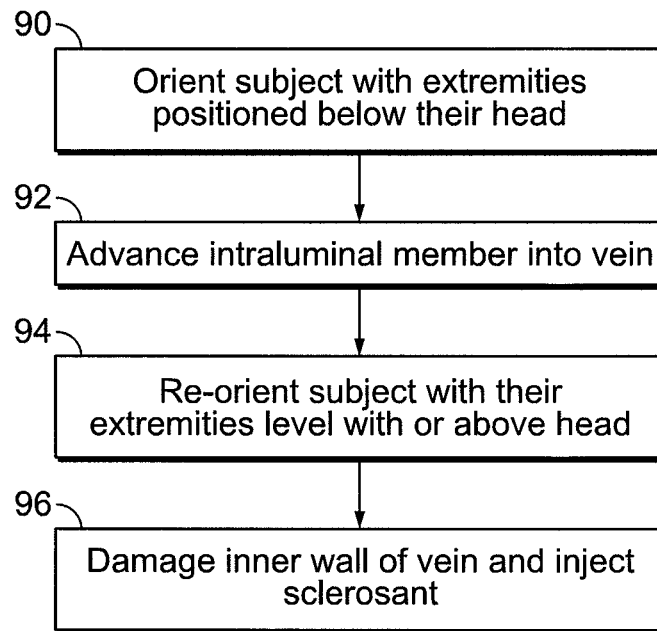 90
Orient subject with extremities
positioned below their head
92
Advance intraluminal member into vein
94
Re-orient subject with their
extremities level with or above head
96
Damage inner wall of vein and inject
sclerosant